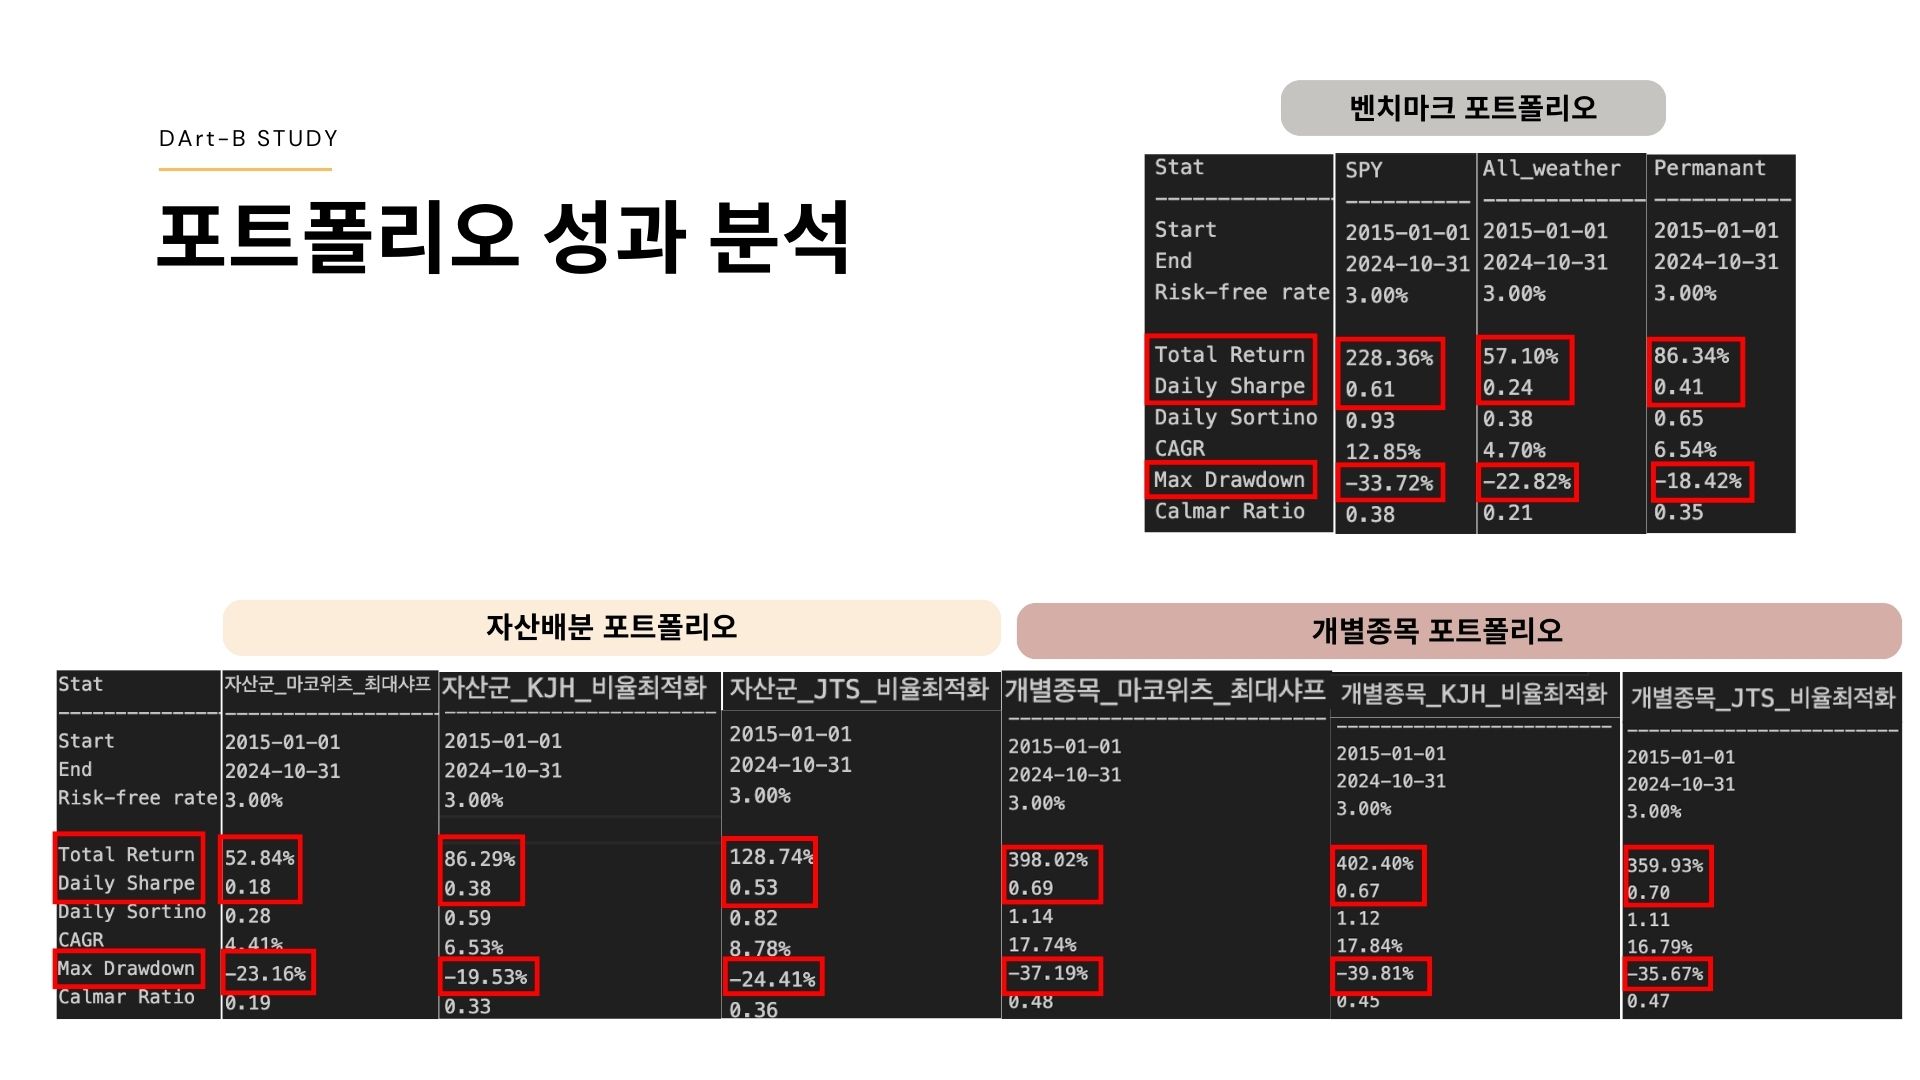 DArt-B STUDY
포트폴리오 성과 분석
벤치마크 포트폴리오
Stat SPY All_weather Permanant
Start 2015-01-01 2015-01-01 2015-01-01
End 2024-10-31 2024-10-31 2024-10-31
Risk-free rate 3.00% 3.00% 3.00%
Total Return 228.36% 57.10% 86.34%
Daily Sharpe 0.61 0.24 0.41
Daily Sortino 0.93 0.38 0.65
CAGR 12.85% 4.70% 6.54%
Max Drawdown -33.72% -22.82% -18.42%
Calmar Ratio 0.38 0.21 0.35
자산배분 포트폴리오 개별종목 포트폴리오
Stat 자산군_마코위츠_최대샤프 자산군_KJH_비율최적화 자산군_JTS_비율최적화 개별종목_마코위츠_최대샤프 개별종목_KJH_비율최적화 개별종목_JTS_비율최적화
Start 2015-01-01 2015-01-01 2015-01-01 2015-01-01 2015-01-01 2015-01-01
End 2024-10-31 2024-10-31 2024-10-31 2024-10-31 2024-10-31 2024-10-31
Risk-free rate 3.00% 3.00% 3.00% 3.00% 3.00% 3.00%
Total Return 52.84% 86.29% 128.74% 398.02% 402.40% 359.93%
Daily Sharpe 0.18 0.38 0.53 0.69 0.67 0.70
Daily Sortino 0.28 0.59 0.82 1.14 1.12 1.11
CAGR 4.41% 6.53% 8.78% 17.74% 17.84% 16.79%
Max Drawdown -23.16% -19.53% -24.41% -37.19% -39.81% -35.67%
Calmar Ratio 0.19 0.33 0.36 0.48 0.45 0.47